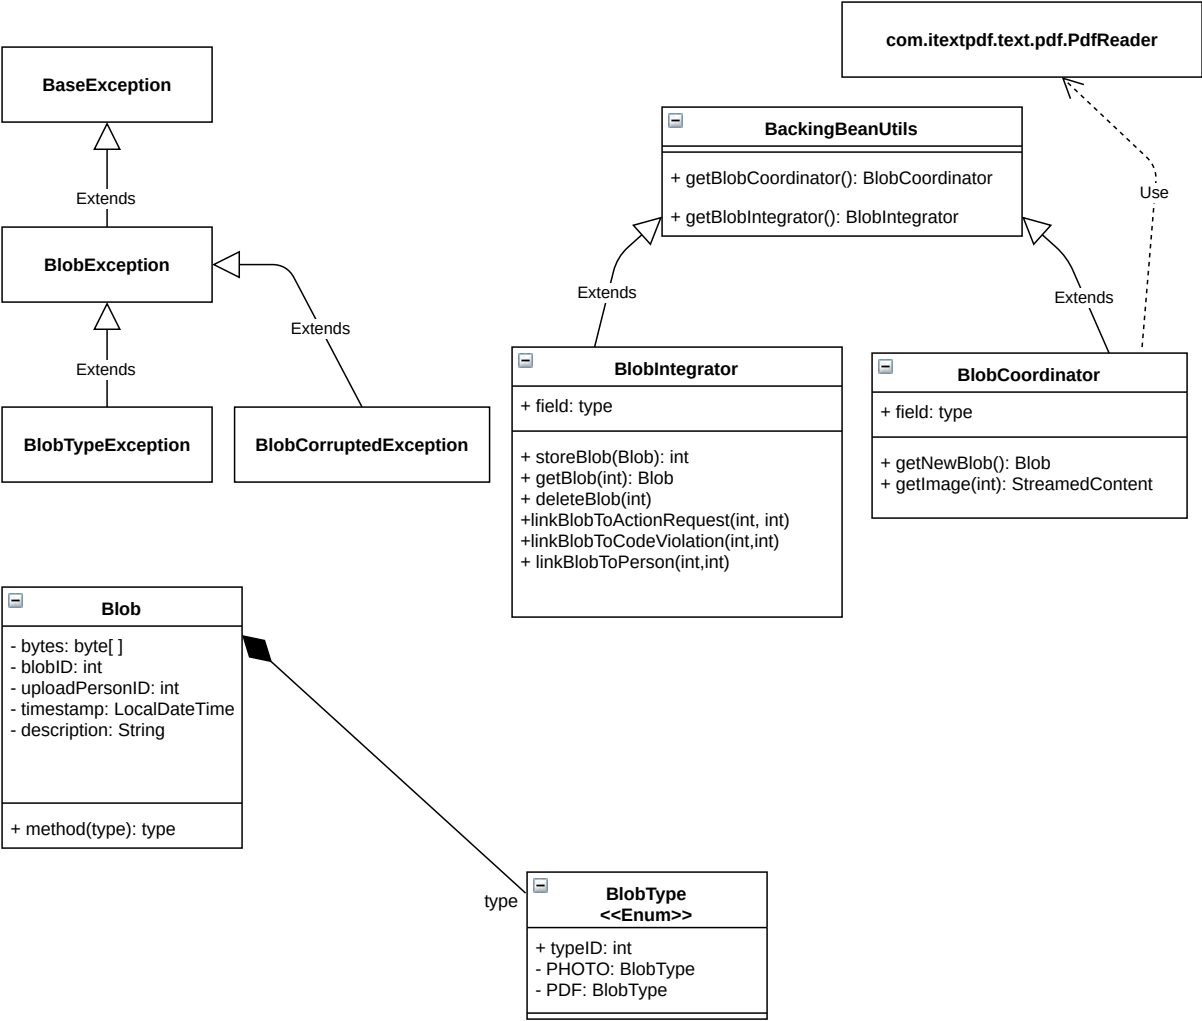 com.itextpdf.text.pdf.PdfReader
BaseException
BackingBeanUtils
+ getBlobCoordinator(): BlobCoordinator
+ getBlobIntegrator(): BlobIntegrator
Use
Extends
BlobException
Extends
Extends
Extends
Extends
BlobTypeException
BlobCorruptedException
BlobIntegrator
+ field: type
+ storeBlob(Blob): int
+ getBlob(int): Blob
+ deleteBlob(int)
+linkBlobToActionRequest(int, int)
+linkBlobToCodeViolation(int,int)
+ linkBlobToPerson(int,int)
BlobCoordinator
+ field: type
+ getNewBlob(): Blob
+ getImage(int): StreamedContent
Blob
- bytes: byte[ ]
- blobID: int
- uploadPersonID: int
- timestamp: LocalDateTime
- description: String
+ method(type): type
type
BlobType
<<Enum>>
+ typeID: int
- PHOTO: BlobType
- PDF: BlobType